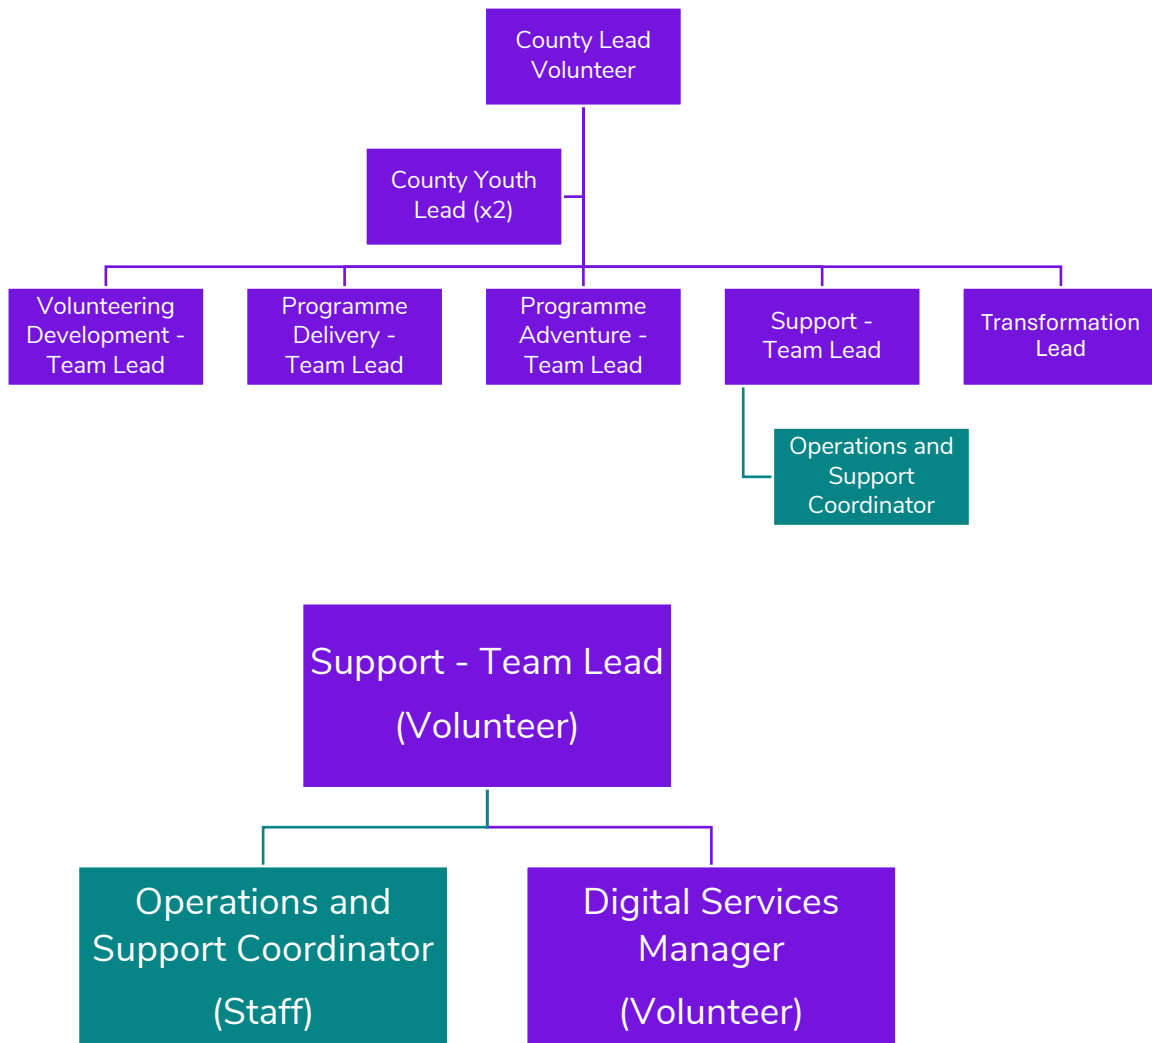 County Lead
Volunteer
County Youth
Lead (x2)
Volunteering
Development -
Team Lead
Programme
Delivery -
Team Lead
Programme
Adventure -
Team Lead
Support -
Team Lead
Transformation
Lead
Operations and
Support
Coordinator
Support - Team Lead
(Volunteer)
Operations and
Support Coordinator
(Staff)
Digital Services
Manager
(Volunteer)